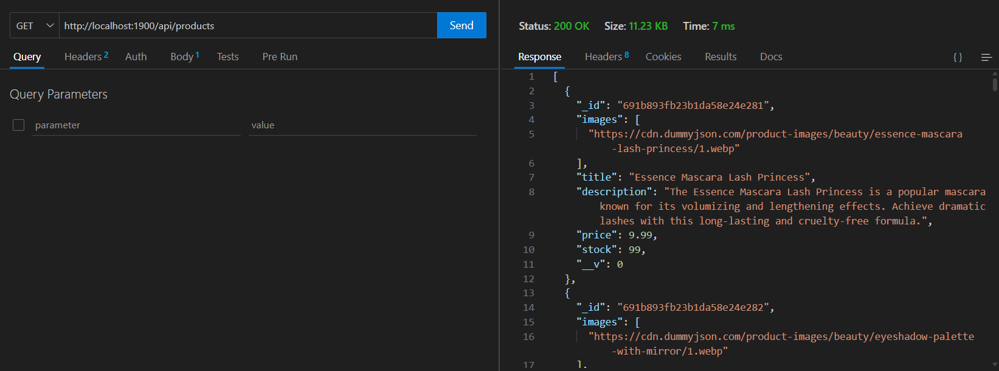 GET http://localhost:1900/api/products Send
Query Headers 2 Auth Body 1 Tests Pre Run
Query Parameters
parameter value
Status: 200 OK Size: 11.23 KB Time: 7 ms
Response Headers 8 Cookies Results Docs { }
1 [
2 {
3 "_id": "691b893fb23b1da58e24e281",
4 "images": [
5 "https://cdn.dummyjson.com/product-images/beauty/essence-mascara
-lash-princess/1.webp"
6 ],
7 "title": "Essence Mascara Lash Princess",
8 "description": "The Essence Mascara Lash Princess is a popular mascara
known for its volumizing and lengthening effects. Achieve dramatic
lashes with this long-lasting and cruelty-free formula.",
9 "price": 9.99,
10 "stock": 99,
11 "__v": 0
12 },
13 {
14 "_id": "691b893fb23b1da58e24e282",
15 "images": [
16 "https://cdn.dummyjson.com/product-images/beauty/eyeshadow-palette
-with-mirror/1.webp"
17 ],